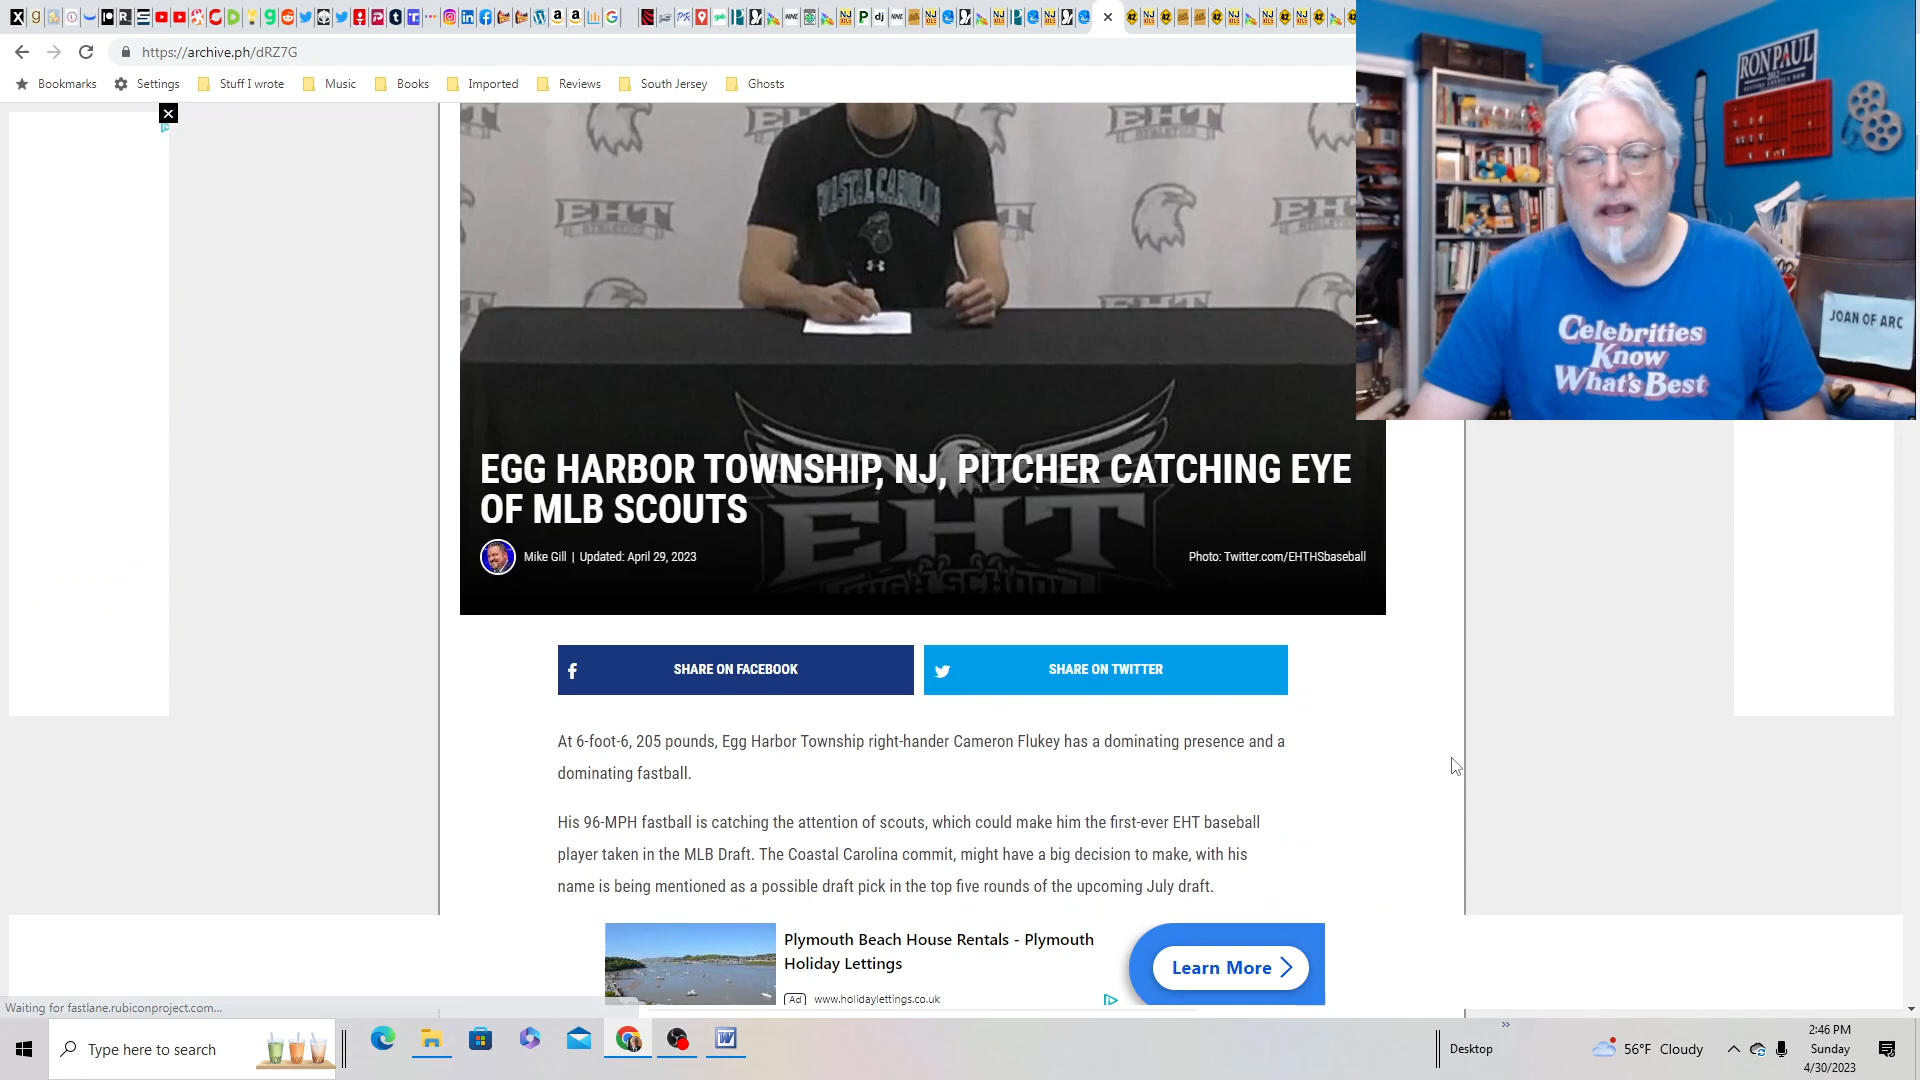 https://archive.ph/dRZ7G
Bookmarks Settings Stuff I wrote Music Books Imported Reviews South Jersey Ghosts
EHT
ATHLETICS
COASTAL CAROLINA
RON PAUL
2012
JOAN OF ARC
Celebrities
Know
What's Best
EGG HARBOR TOWNSHIP, NJ, PITCHER CATCHING EYE
OF MLB SCOUTS
Mike Gill | Updated: April 29, 2023
Photo: Twitter.com/EHTHSbaseball
EHT
HIGH SCHOOL
SHARE ON FACEBOOK
SHARE ON TWITTER
At 6-foot-6, 205 pounds, Egg Harbor Township right-hander Cameron Flukey has a dominating presence and a
dominating fastball.
His 96-MPH fastball is catching the attention of scouts, which could make him the first-ever EHT baseball
player taken in the MLB Draft. The Coastal Carolina commit, might have a big decision to make, with his
name is being mentioned as a possible draft pick in the top five rounds of the upcoming July draft.
Plymouth Beach House Rentals - Plymouth
Holiday Lettings
Ad www.holidaylettings.co.uk
Learn More
Waiting for fastlane.rubiconproject.com...
Type here to search
Desktop
56°F Cloudy
2:46 PM
Sunday
4/30/2023